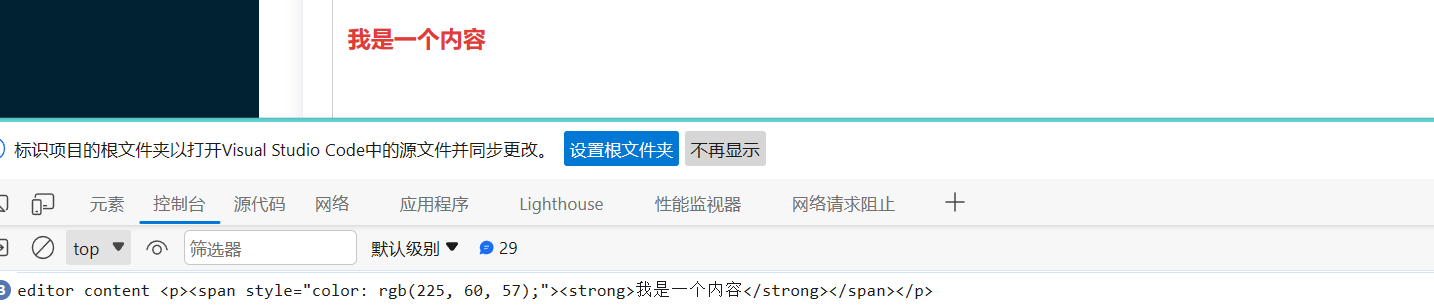 我是一个内容
标识项目的根文件夹以打开Visual Studio Code中的源文件并同步更改。 设置根文件夹 不再显示
元素 控制台 源代码 网络 应用程序 Lighthouse 性能监视器 网络请求阻止
top 筛选器 默认级别 29
3 editor content <p><span style="color: rgb(225, 60, 57);"><strong>我是一个内容</strong></span></p>